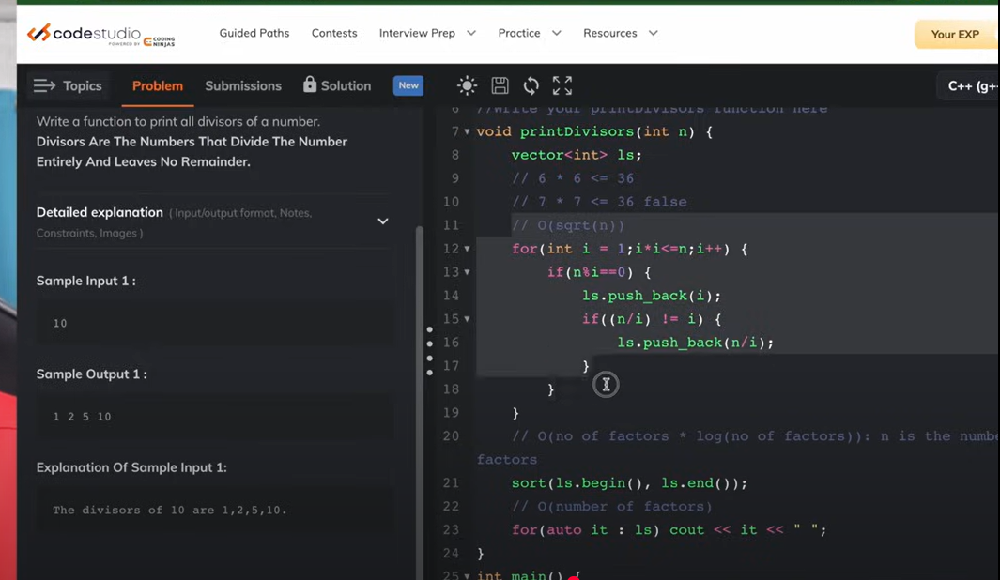 codestudio
POWERED BY CODING NINJAS
Guided Paths Contests Interview Prep Practice Resources
Your EXP
Topics Problem Submissions Solution New
C++ (g+
Write a function to print all divisors of a number.
Divisors Are The Numbers That Divide The Number
Entirely And Leaves No Remainder.
Detailed explanation ( Input/output format, Notes,
Constraints, Images )
Sample Input 1 :
10
Sample Output 1 :
1 2 5 10
Explanation Of Sample Input 1:
The divisors of 10 are 1,2,5,10.
6 //Write your printDivisors function here
7 void printDivisors(int n) {
8 vector<int> ls;
9 // 6 * 6 <= 36
10 // 7 * 7 <= 36 false
11 // O(sqrt(n))
12 for(int i = 1;i*i<=n;i++) {
13 if(n%i==0) {
14 ls.push_back(i);
15 if((n/i) != i) {
16 ls.push_back(n/i);
17 }
18 }
19 }
20 // O(no of factors * log(no of factors)): n is the numbe
factors
21 sort(ls.begin(), ls.end());
22 // O(number of factors)
23 for(auto it : ls) cout << it << " ";
24 }
25 int main() {